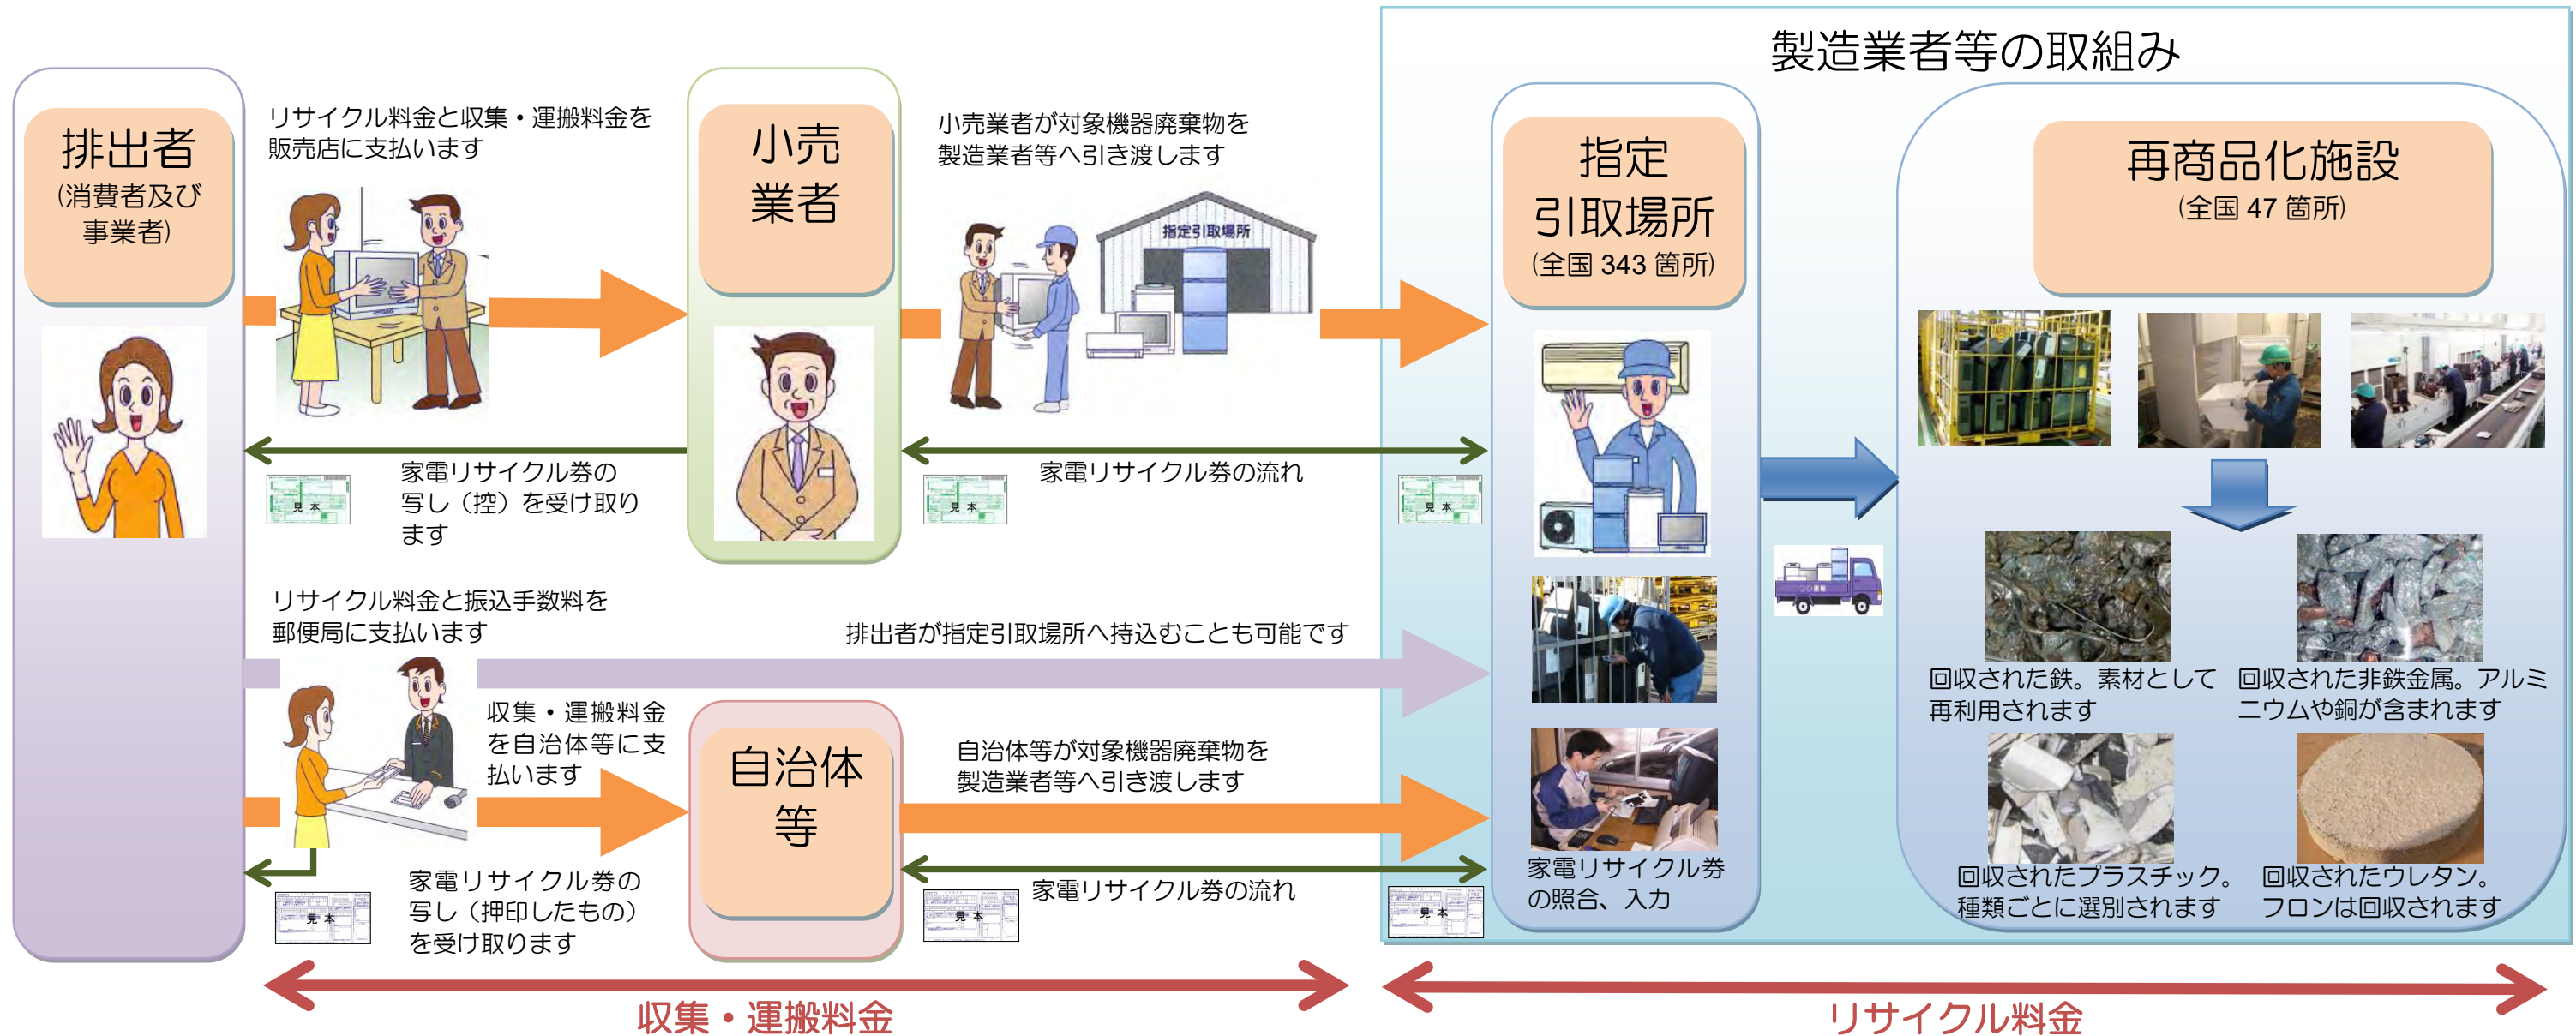 製造業者等の取組み
排出者
(消費者及び
事業者)
リサイクル料金と収集・運搬料金を
販売店に支払います
小売
業者
小売業者が対象機器廃棄物を
製造業者等へ引き渡します
指定引取場所
指定
引取場所
(全国 343 箇所)
再商品化施設
(全国 47 箇所)
家電リサイクル券の
写し（控）を受け取り
ます
見 本
家電リサイクル券の流れ
見 本
見 本
リサイクル料金と振込手数料を
郵便局に支払います
排出者が指定引取場所へ持込むことも可能です
収集・運搬料金
を自治体等に支
払います
自治体
等
自治体等が対象機器廃棄物を
製造業者等へ引き渡します
家電リサイクル券の
写し（押印したもの）
を受け取ります
見 本
家電リサイクル券の流れ
見 本
見 本
家電リサイクル券
の照合、入力
回収された鉄。素材として
再利用されます
回収された非鉄金属。アルミ
ニウムや銅が含まれます
回収されたプラスチック。
種類ごとに選別されます
回収されたウレタン。
フロンは回収されます
収集・運搬料金
リサイクル料金